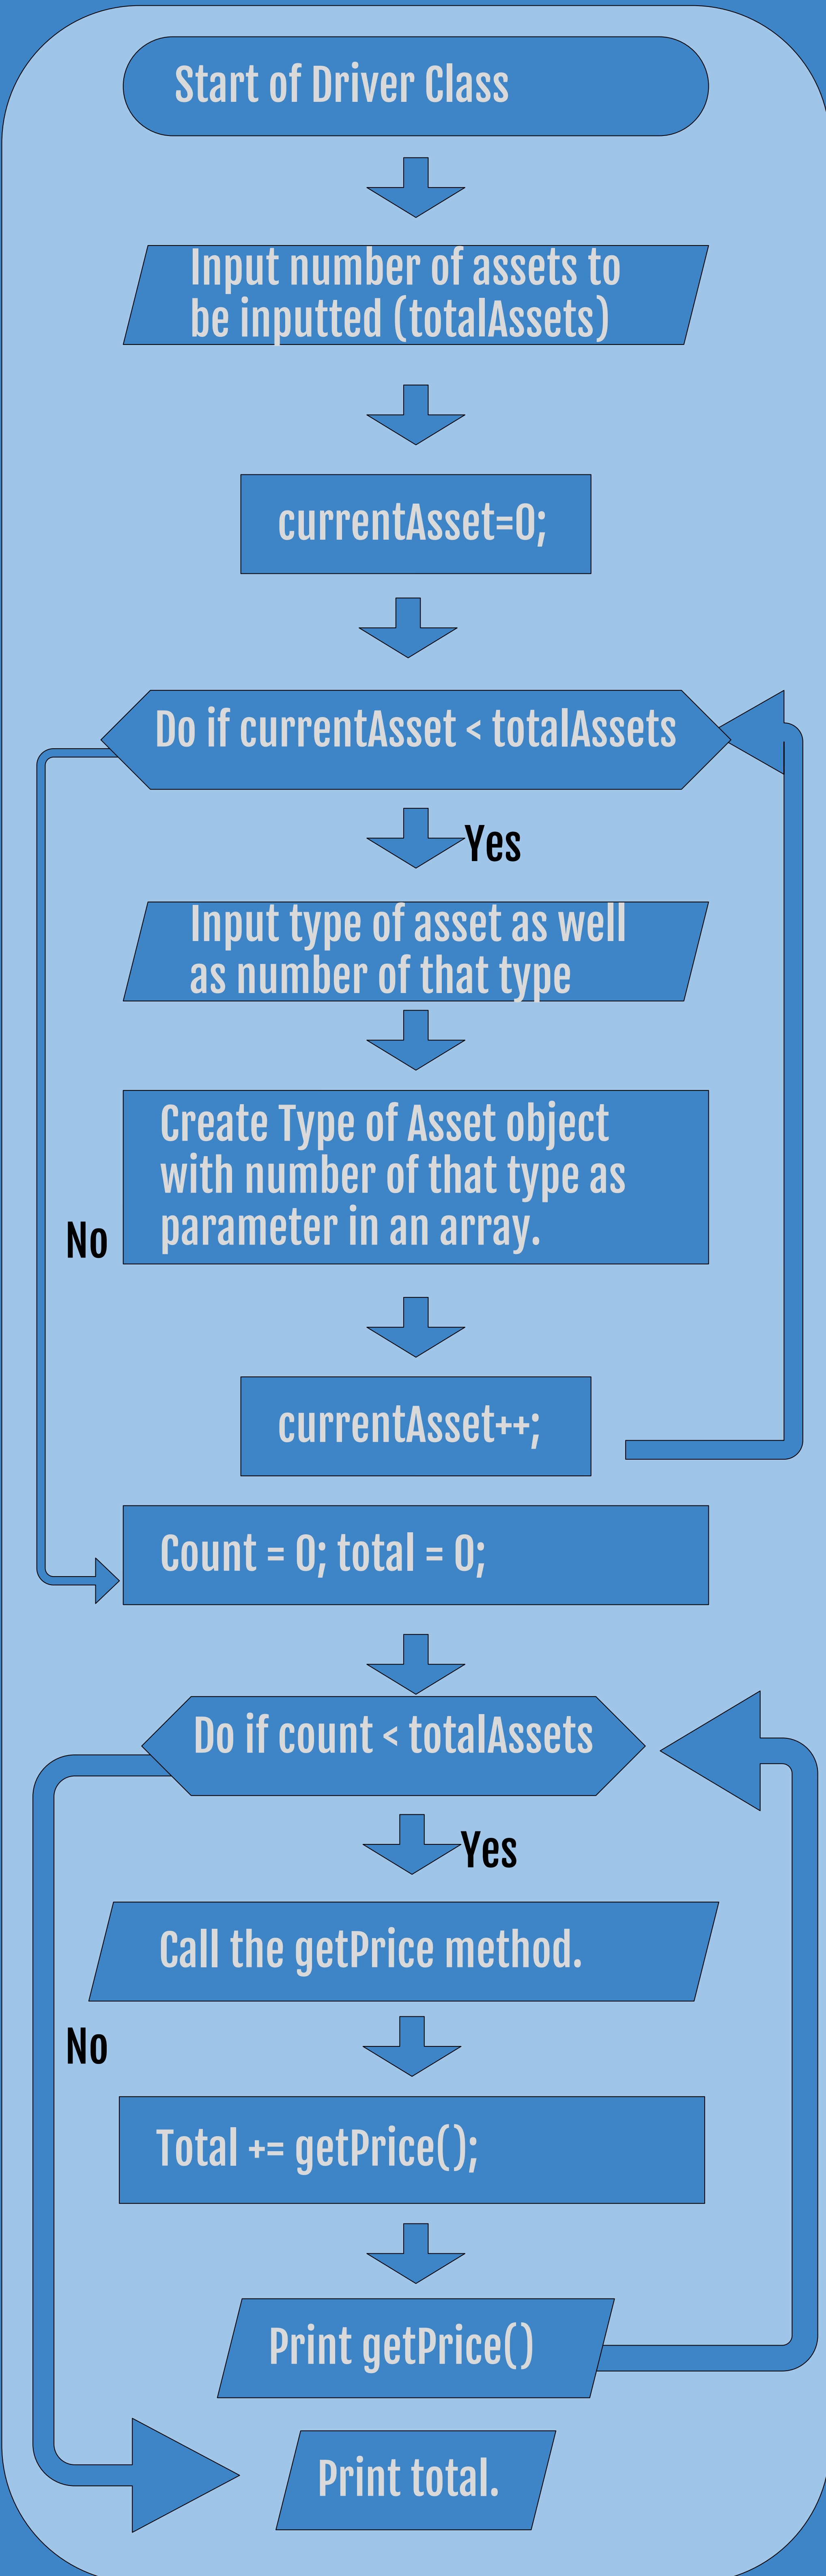 Start of Driver Class
Input number of assets to
be inputted (totalAssets)
currentAsset=0;
Do if currentAsset < totalAssets
Yes
Input type of asset as well
as number of that type
Create Type of Asset object
with number of that type as
parameter in an array.
No
currentAsset++;
Count = 0; total = 0;
Do if count < totalAssets
Yes
Call the getPrice method.
No
Total += getPrice();
Print getPrice()
Print total.